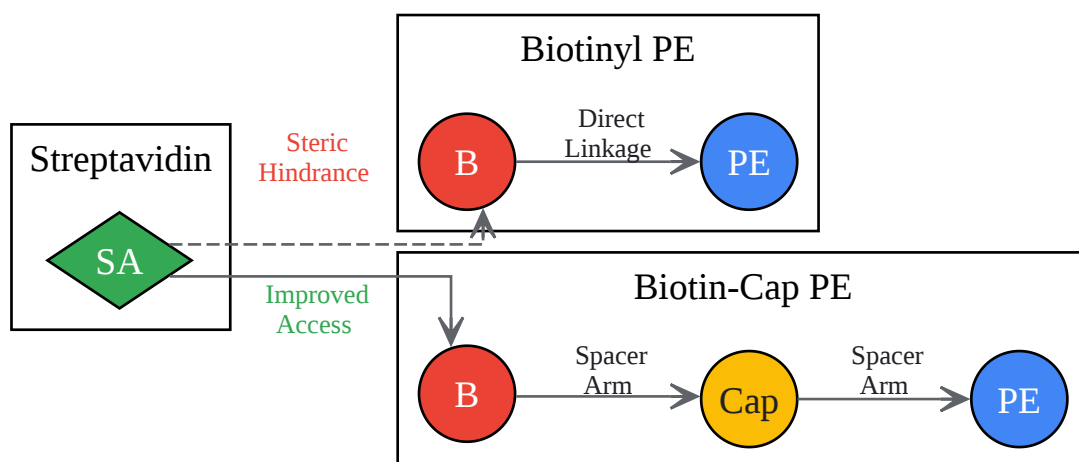 Biotinyl PE
Direct
Linkage
B
PE
Streptavidin
SA
Steric
Hindrance
Improved
Access
Biotin-Cap PE
Spacer
Arm
Spacer
Arm
B
Cap
PE